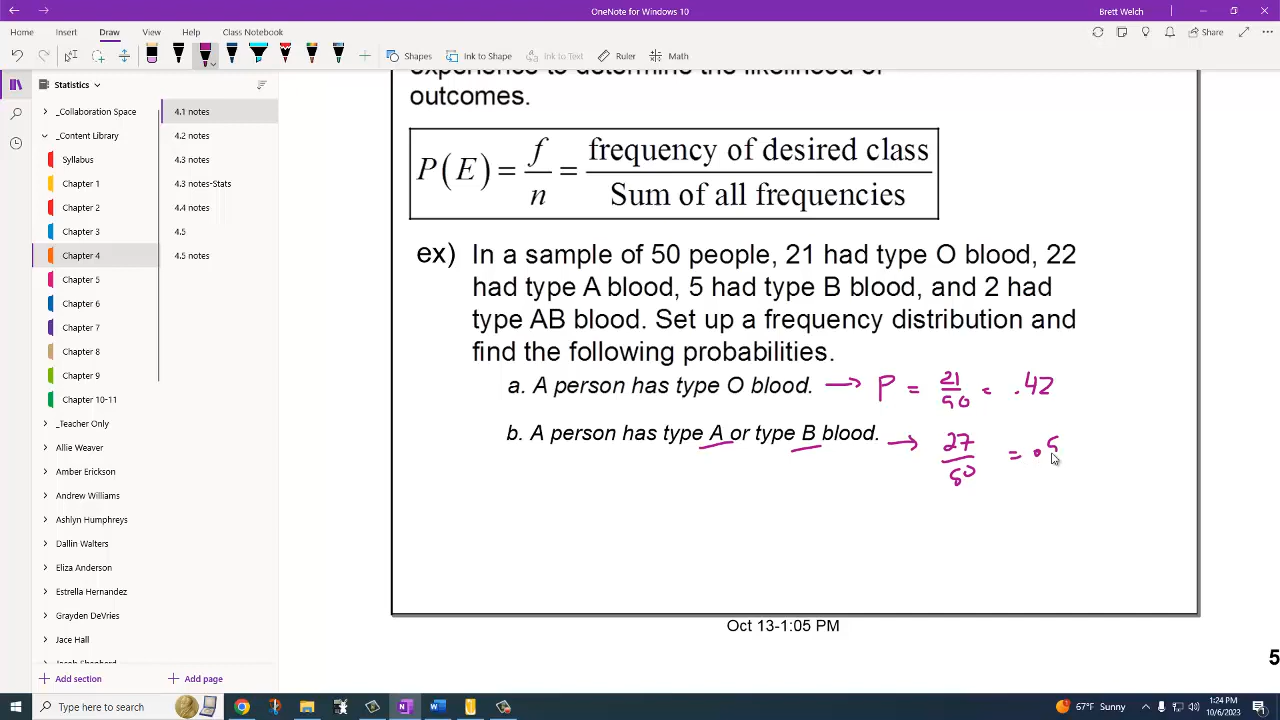 OneNote for Windows 10
Brett Welch
Home Insert Draw View Help Class Notebook
Share
Shapes Ink to Shape Ink to Text Ruler Math
Statistics
_Collaboration Space
_Content Library
Syllabus
Chapter 1
Chapter 2
Chapter 3
Chapter 4
Chapter 5
Chapter 6
Chapter 7
Chapter 8
Chapter 9
Chapter 10-11
_Teacher Only
Allie Weaver
Amber Erickson
Andrew Williams
Ashlyn Humphreys
Dallin Walters
Eliza Anderson
Estrella Hernandez
Grayden DeVries
Jace Hall
Add section
4.1 notes
4.2 notes
4.3 notes
4.3 notes-Stats
4.4 notes
4.5
4.5 notes
Add page
experience to determine the likelihood of
outcomes.
P(E) = f/n = frequency of desired class / Sum of all frequencies
ex) In a sample of 50 people, 21 had type O blood, 22
had type A blood, 5 had type B blood, and 2 had
type AB blood. Set up a frequency distribution and
find the following probabilities.
a. A person has type O blood. → P = 21/50 = .42
b. A person has type A or type B blood. → 27/50 = .5
Oct 13-1:05 PM
5
Type here to search
67°F Sunny
1:24 PM
10/6/2023